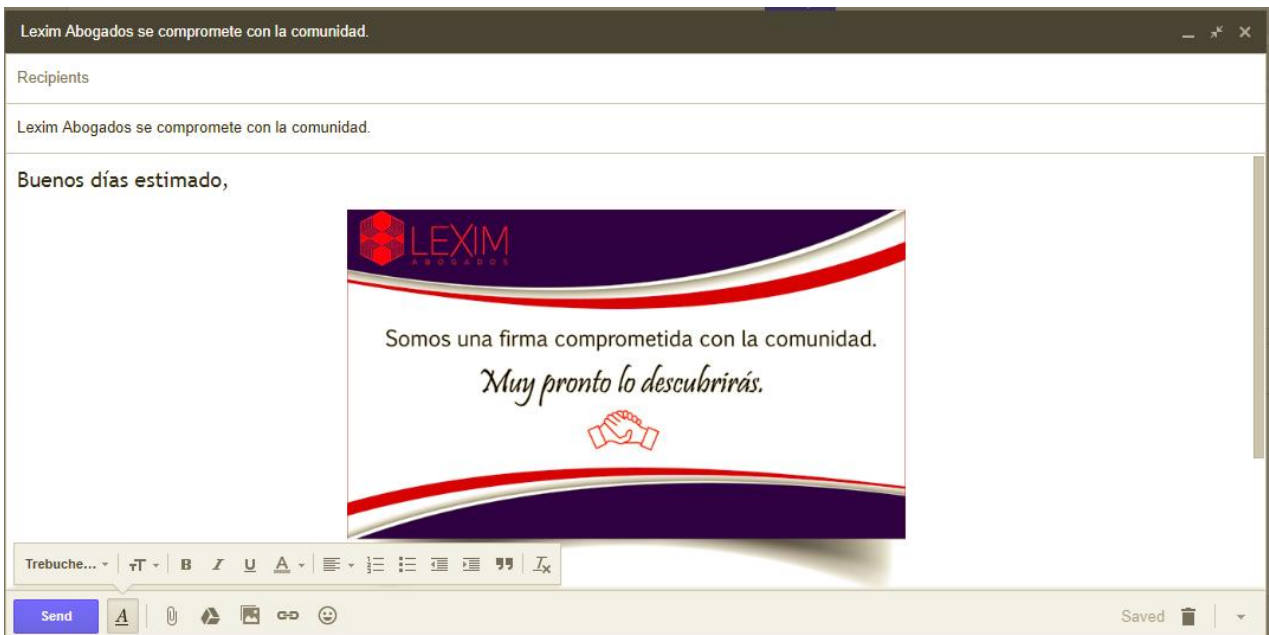 Lexim Abogados se compromete con la comunidad.
Recipients
Lexim Abogados se compromete con la comunidad.
Buenos días estimado,
LEXIM
ABOGADOS
Somos una firma comprometida con la comunidad.
Muy pronto lo descubrirás.
Trebuche...
Send
Saved